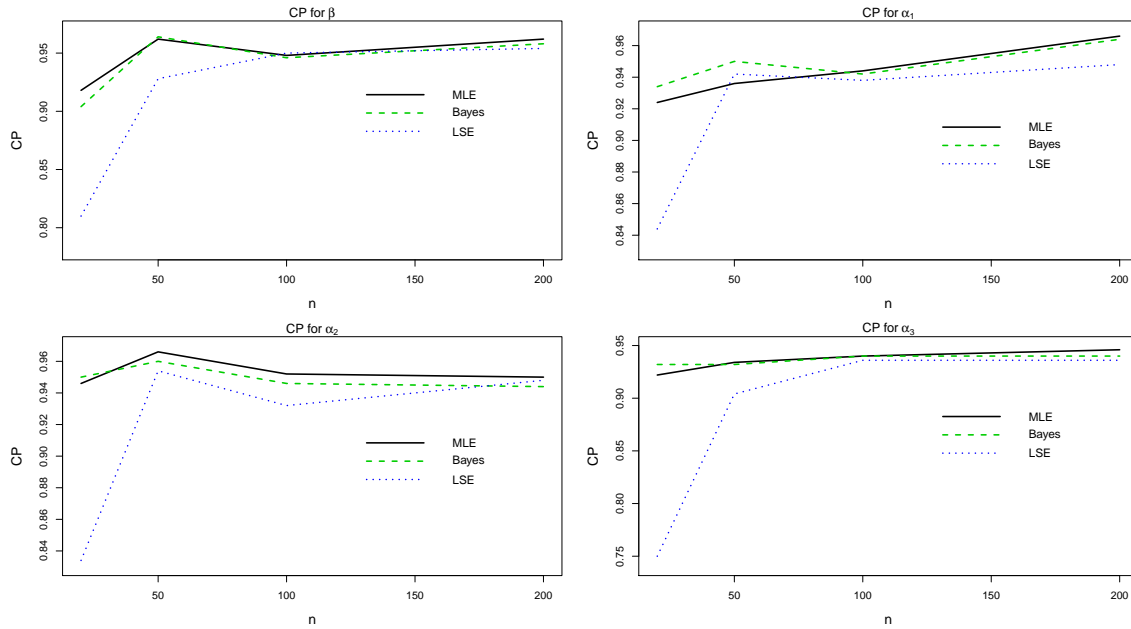 CP for β
CP
0.80
0.85
0.90
0.95
MLE
Bayes
LSE
50
100
150
200
n
CP for α1
CP
0.84
0.86
0.88
0.90
0.92
0.94
0.96
MLE
Bayes
LSE
50
100
150
200
n
CP for α2
CP
0.84
0.86
0.88
0.90
0.92
0.94
0.96
MLE
Bayes
LSE
50
100
150
200
n
CP for α3
CP
0.75
0.80
0.85
0.90
0.95
MLE
Bayes
LSE
50
100
150
200
n